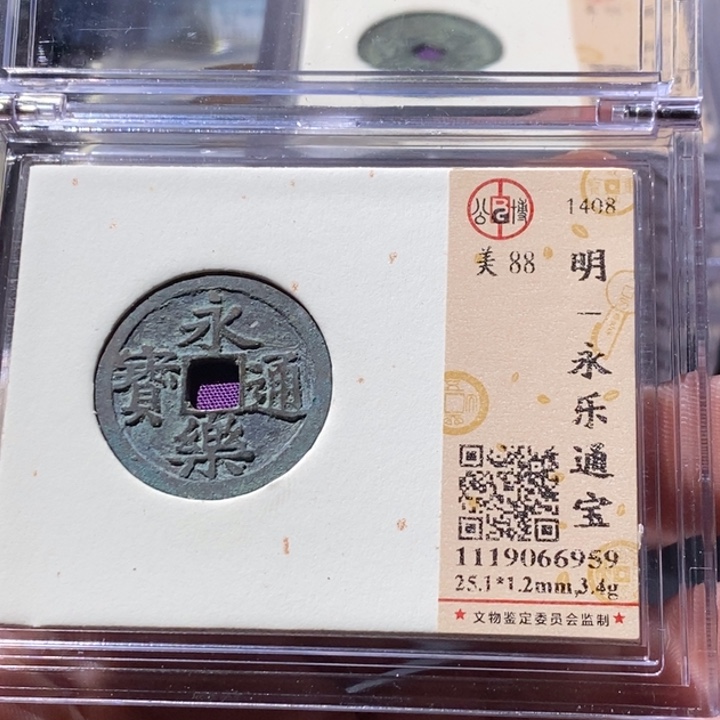 永樂通寶
公博
1408
美 88
明—永乐通宝
1119066959
25.1*1.2mm,3.4g
★文物鉴定委员会监制★